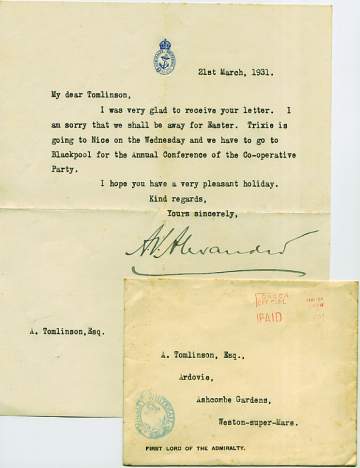 21st March, 1931.
My dear Tomlinson,
I was very glad to receive your letter. I
am sorry that we shall be away for Easter. Trixie is
going to Nice on the Wednesday and we have to go to
Blackpool for the Annual Conference of the Co-operative
Party.
I hope you have a very pleasant holiday.
Kind regards,
Yours sincerely,
A.V. Alexander
A. Tomlinson, Esq.
OFFICIAL
PAID
A. Tomlinson, Esq.,
Ardovie,
Ashcombe Gardens,
Weston-super-Mare.
FIRST LORD OF THE ADMIRALTY.